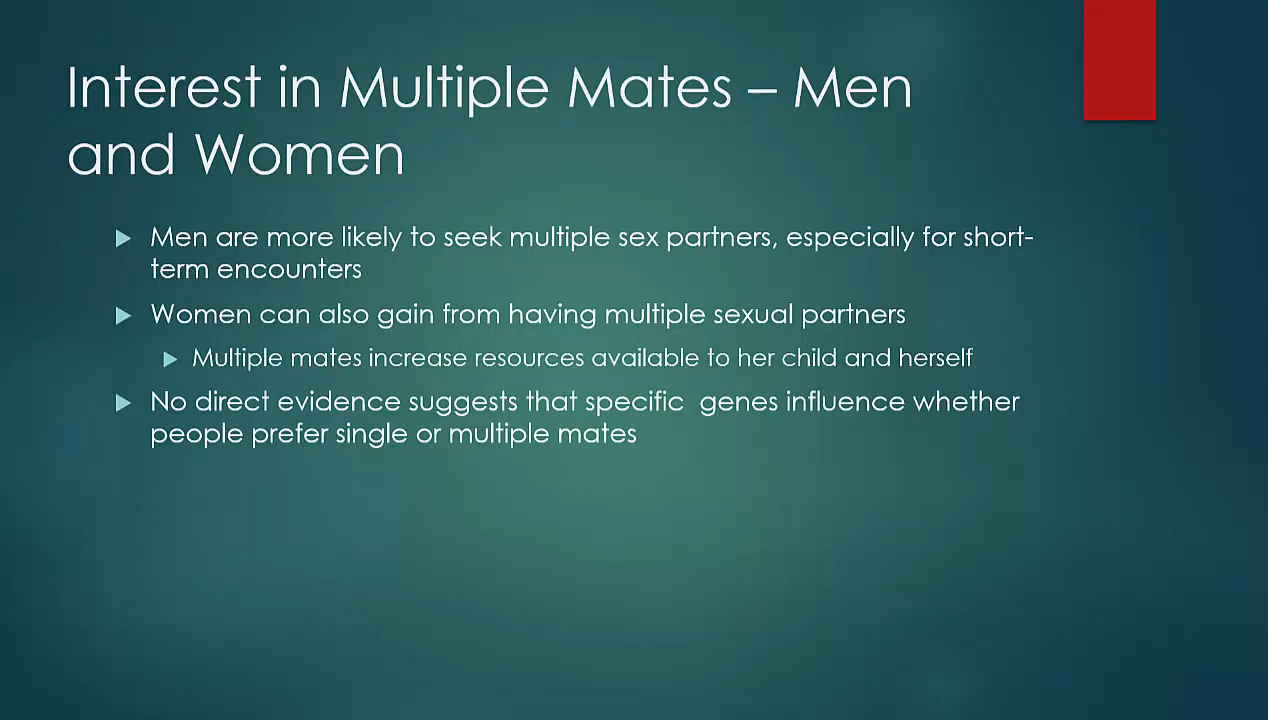 Interest in Multiple Mates – Men
and Women
Men are more likely to seek multiple sex partners, especially for short-
term encounters
Women can also gain from having multiple sexual partners
Multiple mates increase resources available to her child and herself
No direct evidence suggests that specific  genes influence whether
people prefer single or multiple mates